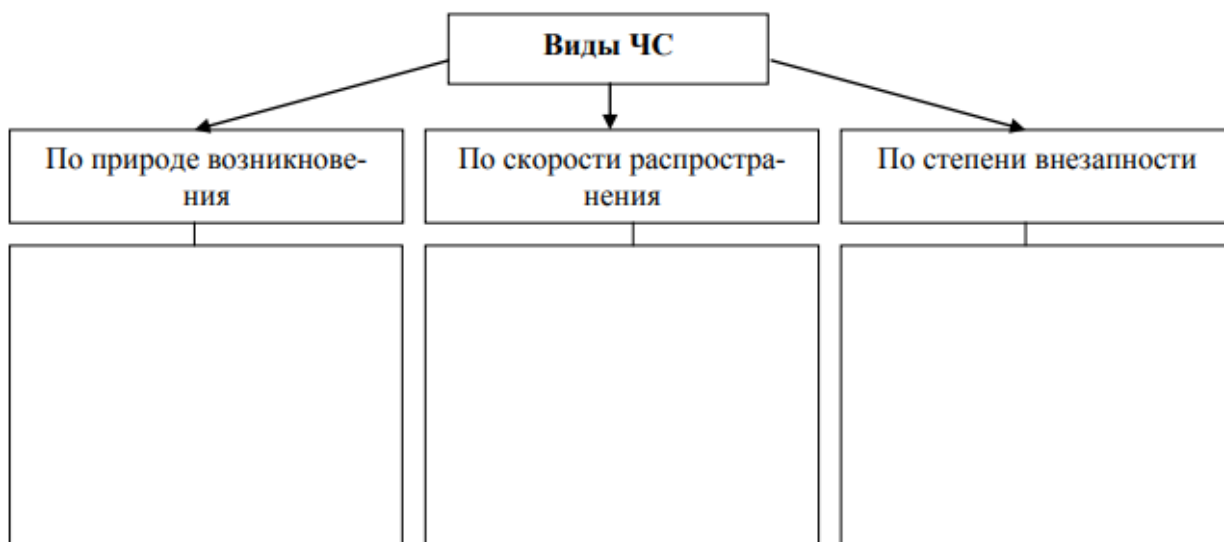 Виды ЧС
По природе возникнове-
ния
По скорости распростра-
нения
По степени внезапности